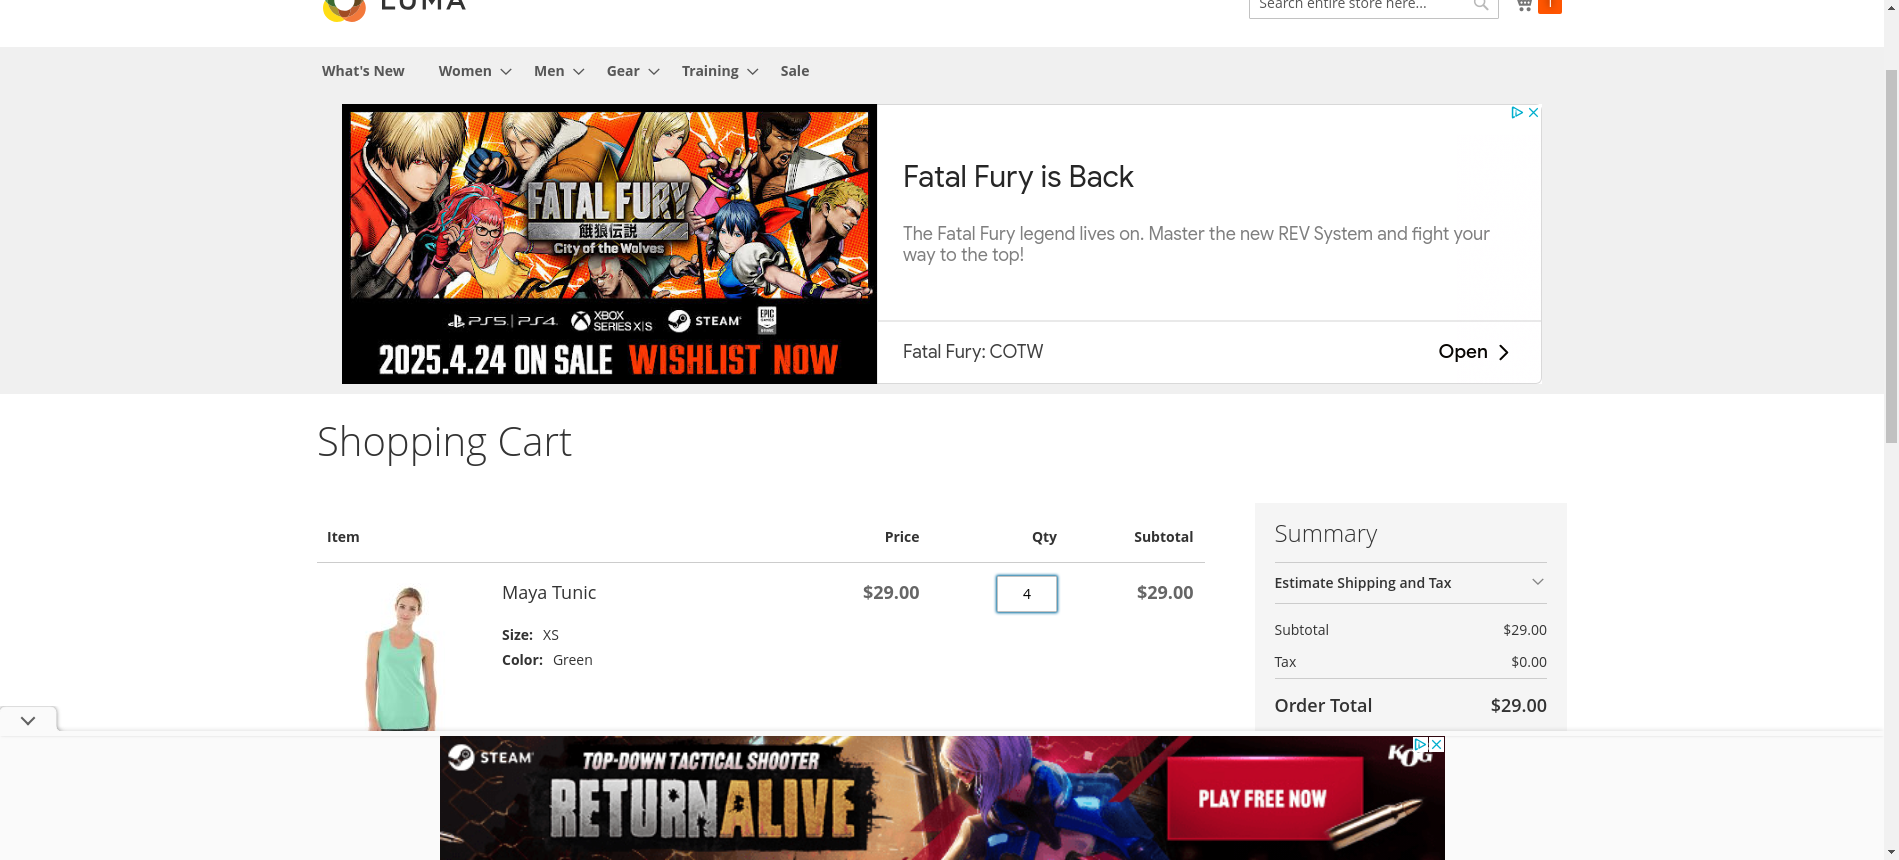 LUMA
Search entire store here...
1
What's New
Women
Men
Gear
Training
Sale
FATAL FURY
餓狼伝説
City of the Wolves
PS5 | PS4
XBOX
SERIES X|S
STEAM
EPIC
GAMES
STORE
2025.4.24 ON SALE WISHLIST NOW
Fatal Fury is Back
The Fatal Fury legend lives on. Master the new REV System and fight your
way to the top!
Fatal Fury: COTW
Open
Shopping Cart
Item
Price
Qty
Subtotal
Maya Tunic
$29.00
4
$29.00
Size: XS
Color: Green
Summary
Estimate Shipping and Tax
Subtotal
$29.00
Tax
$0.00
Order Total
$29.00
STEAM
TOP-DOWN TACTICAL SHOOTER
RETURN ALIVE
PLAY FREE NOW
KOG